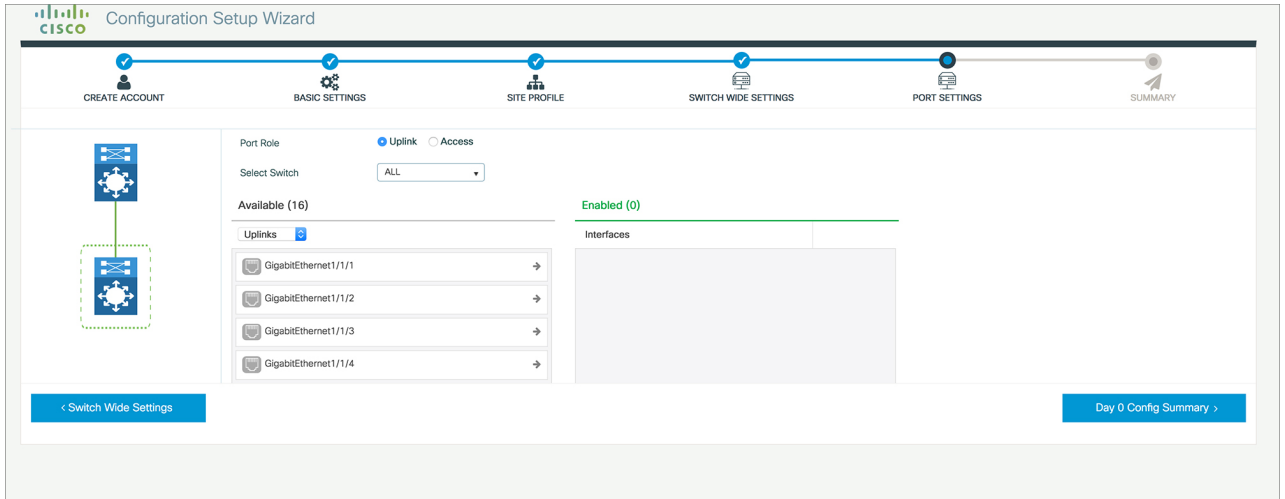 CISCO
Configuration Setup Wizard
CREATE ACCOUNT
BASIC SETTINGS
SITE PROFILE
SWITCH WIDE SETTINGS
PORT SETTINGS
SUMMARY
Port Role
Uplink
Access
Select Switch
ALL
Available (16)
Enabled (0)
Uplinks
Interfaces
GigabitEthernet1/1/1
GigabitEthernet1/1/2
GigabitEthernet1/1/3
GigabitEthernet1/1/4
< Switch Wide Settings
Day 0 Config Summary >